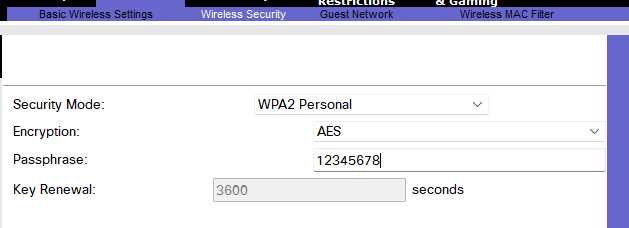 Restrictions & Gaming
Basic Wireless Settings Wireless Security Guest Network Wireless MAC Filter
Security Mode: WPA2 Personal
Encryption: AES
Passphrase: 12345678
Key Renewal: 3600 seconds